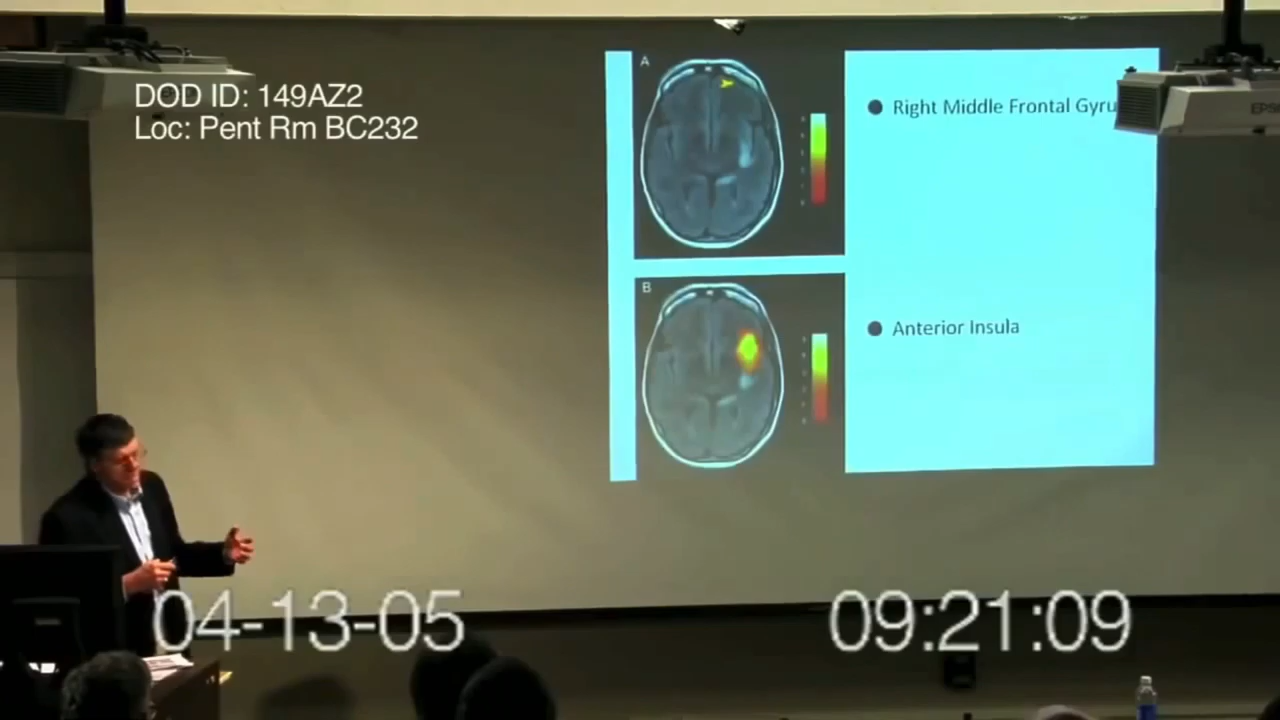 DOD ID: 149AZ2
Loc: Pent Rm BC232
A
Right Middle Frontal Gyru
B
Anterior Insula
04-13-05
09:21:09